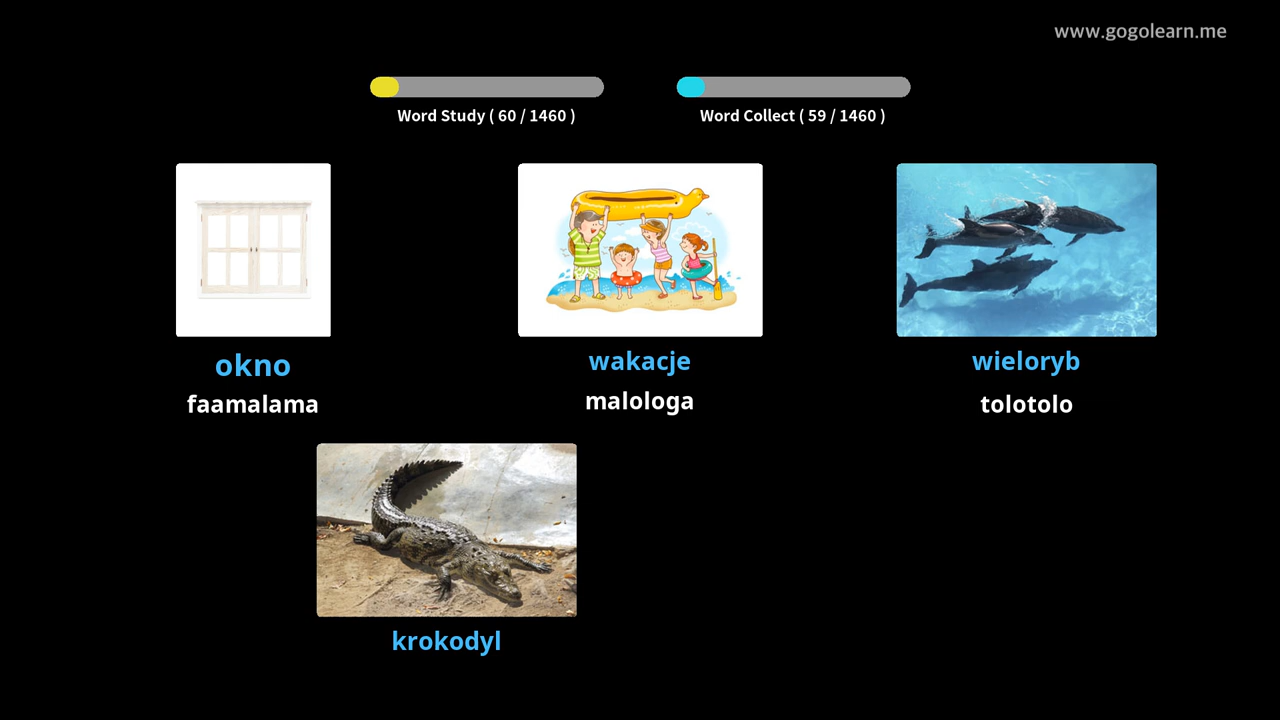 www.gogolearn.me
Word Study ( 60 / 1460 )
Word Collect ( 59 / 1460 )
okno
faamalama
wakacje
malologa
wieloryb
tolotolo
krokodyl